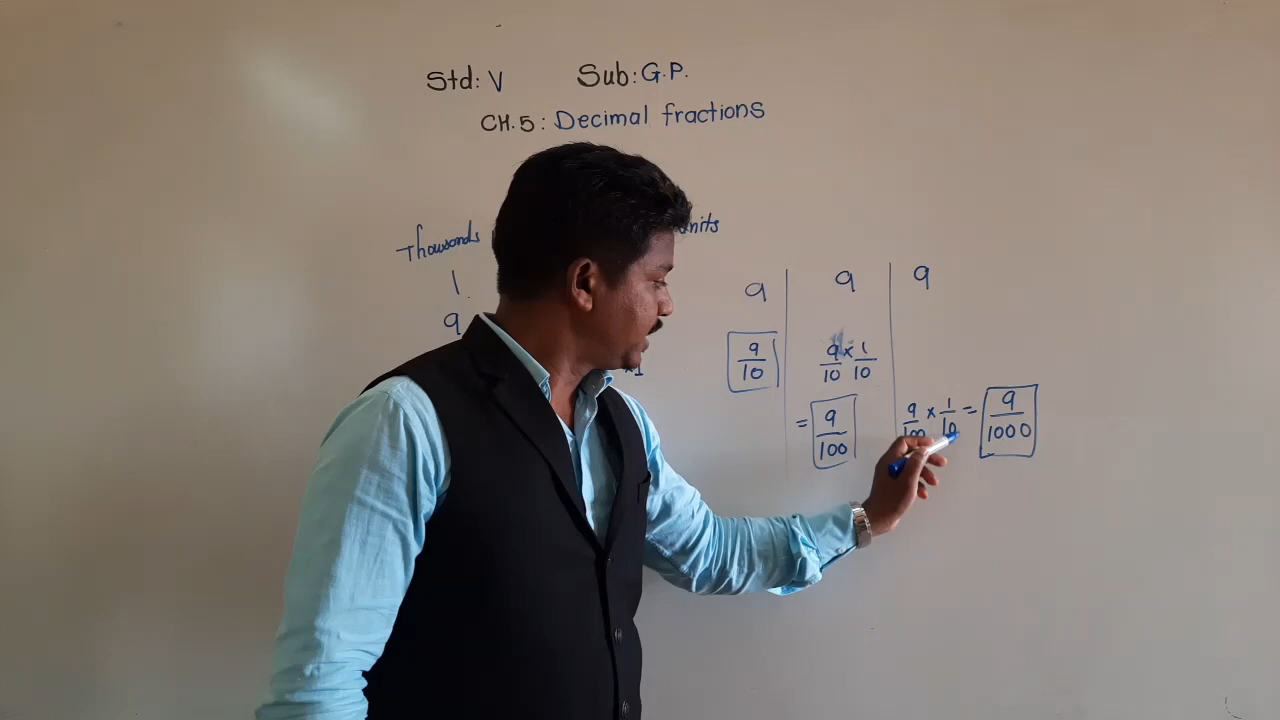 Std: V Sub: G.P.
CH.5: Decimal fractions
Thousands units
1
9
×1
9 9 9
9/10 9/10 × 1/10
= 9/100 9/100 × 1/10 = 9/1000